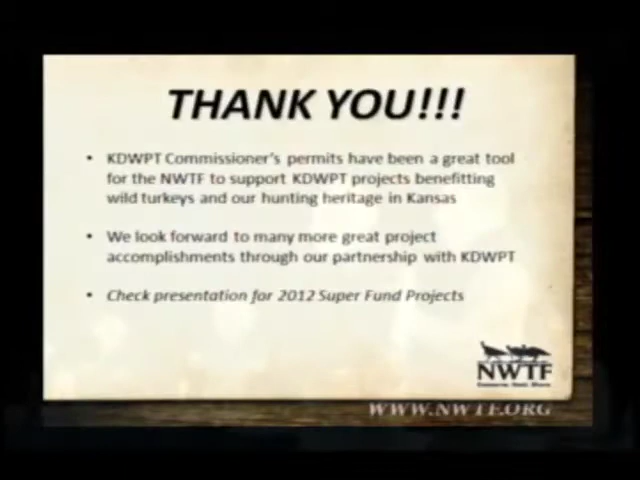 THANK YOU!!!
• KDWPT Commissioner's permits have been a great tool
for the NWTF to support KDWPT projects benefitting
wild turkeys and our hunting heritage in Kansas
• We look forward to many more great project
accomplishments through our partnership with KDWPT
• Check presentation for 2012 Super Fund Projects
NWTF
WWW.NWTF.ORG